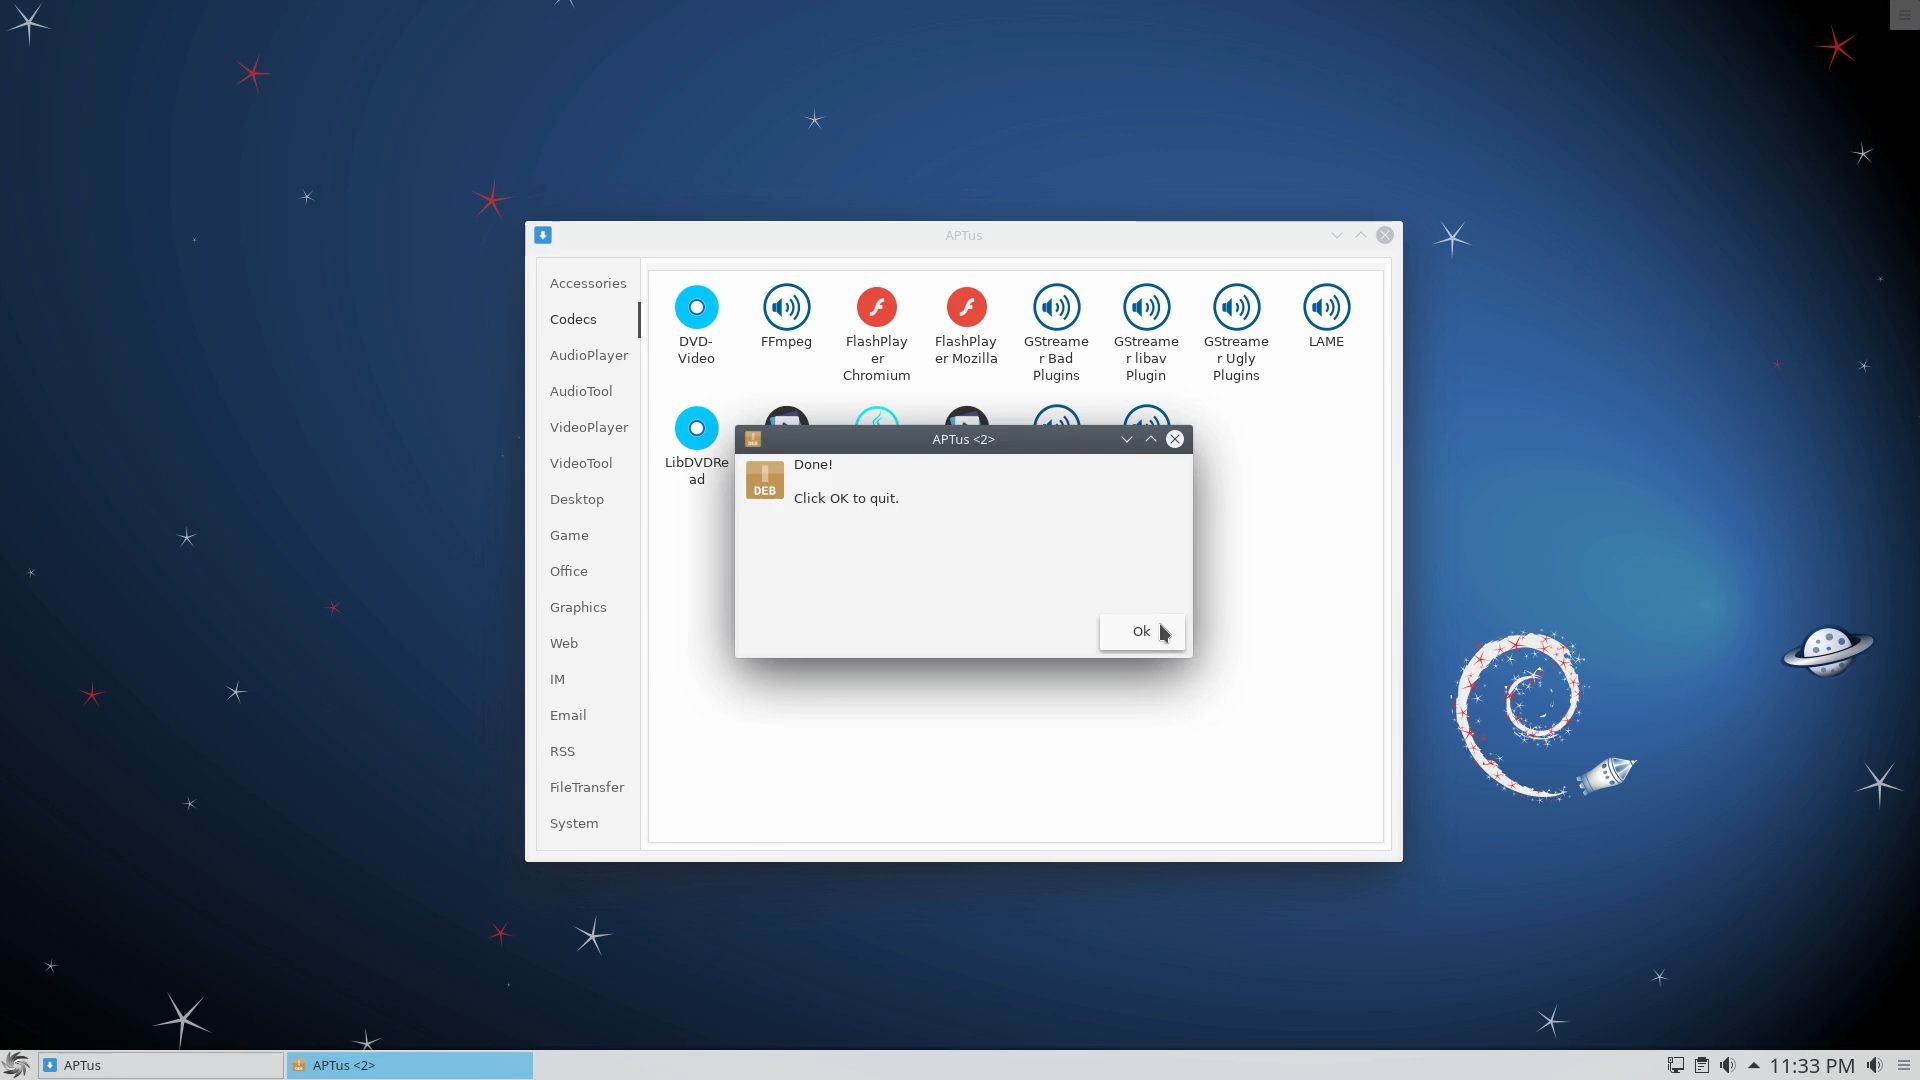 APTus
Accessories
Codecs
AudioPlayer
AudioTool
VideoPlayer
VideoTool
Desktop
Game
Office
Graphics
Web
IM
Email
RSS
FileTransfer
System
DVD-
Video
FFmpeg
FlashPlay
er
Chromium
FlashPlay
er Mozilla
GStreame
r Bad
Plugins
GStreame
r libav
Plugin
GStreame
r Ugly
Plugins
LAME
LibDVDRe
ad
APTus <2>
DEB
Done!
Click OK to quit.
Ok
APTus
APTus <2>
11:33 PM